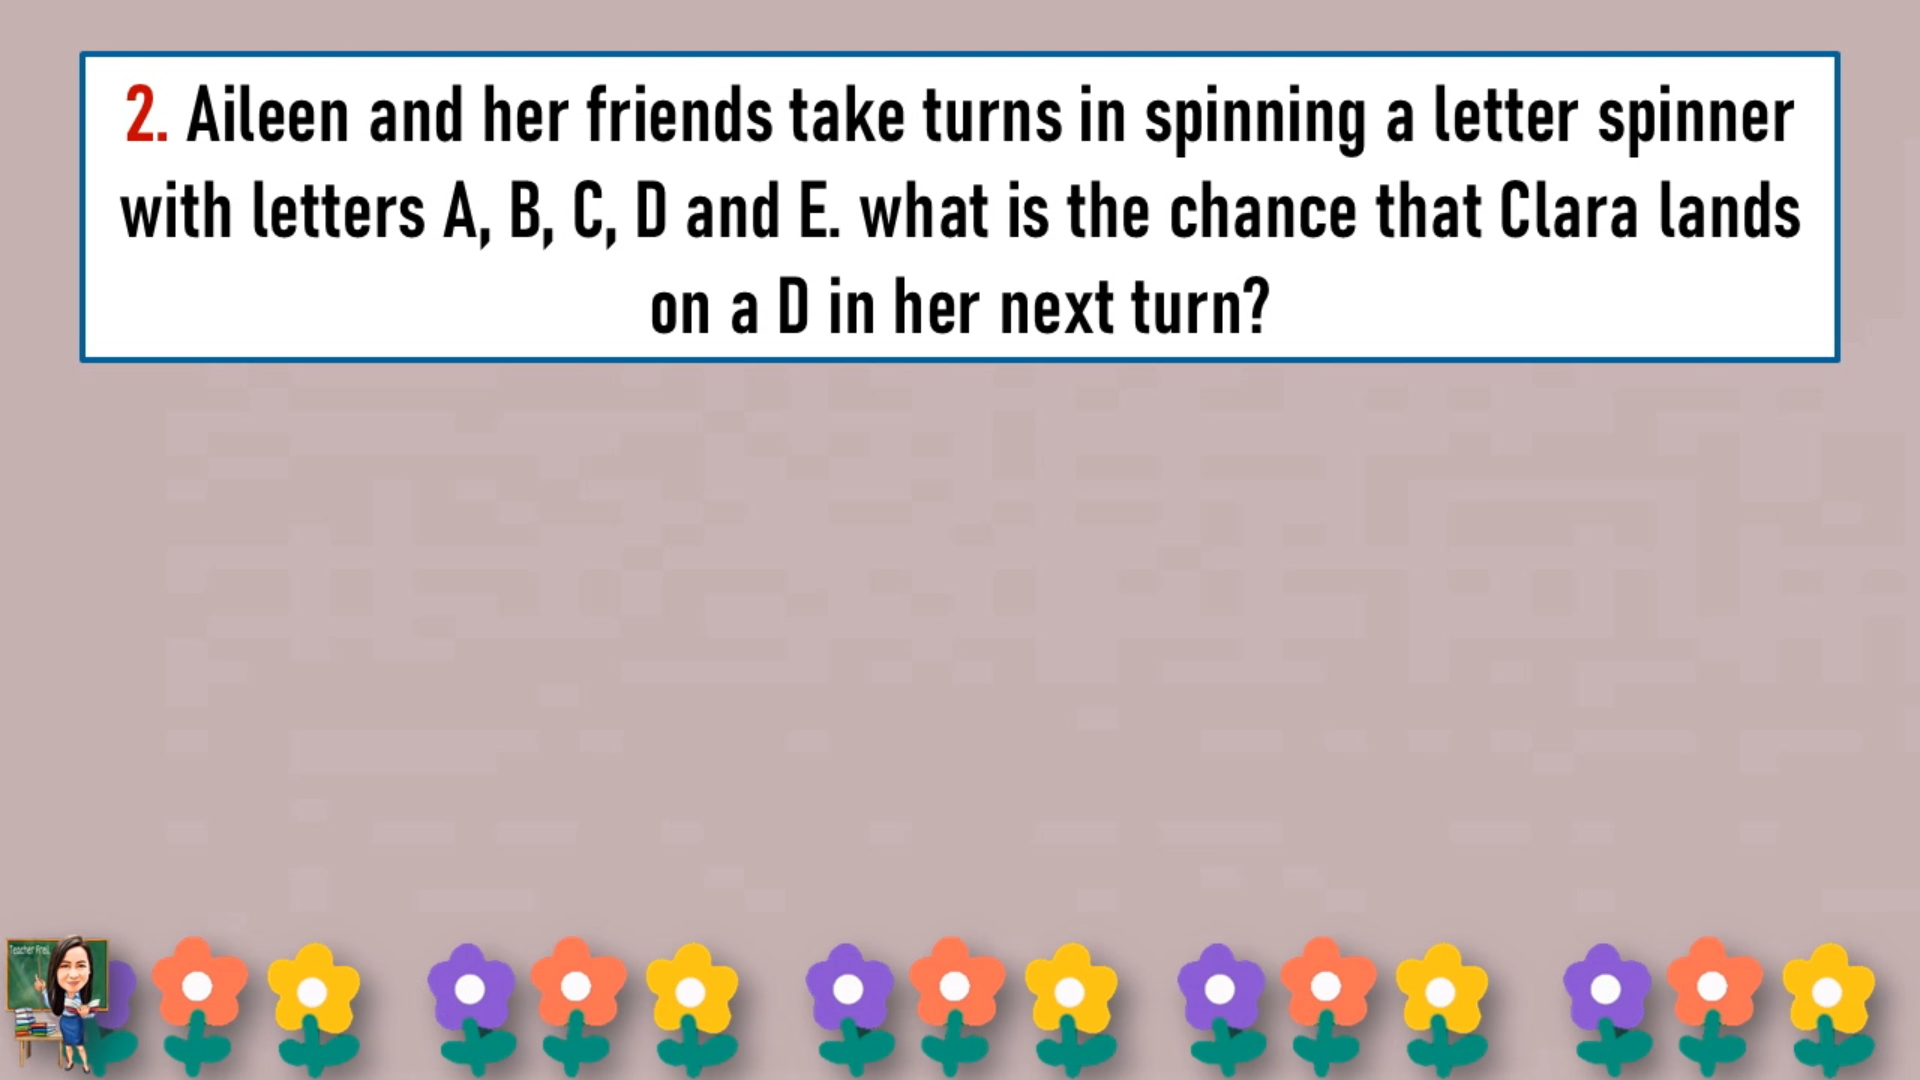 2. Aileen and her friends take turns in spinning a letter spinner
with letters A, B, C, D and E. what is the chance that Clara lands
on a D in her next turn?